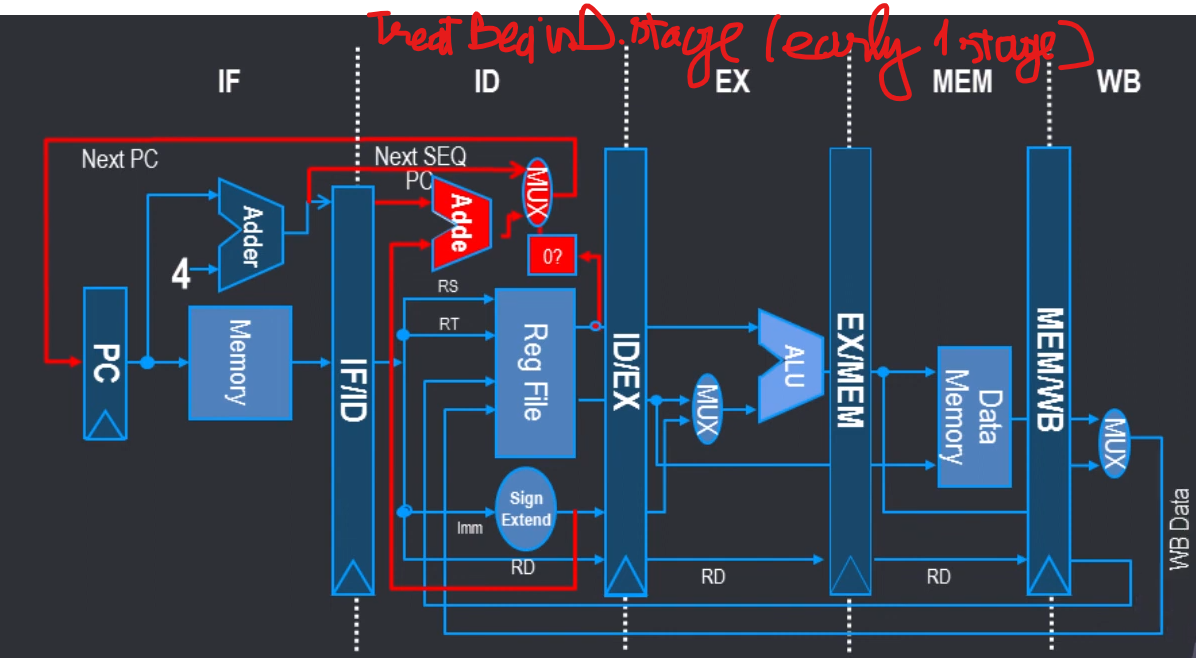 Treat Beq in D. stage (early 1 stage)
IF ID EX MEM WB
Next PC
Next SEQ
PC
Adder
4
Adde
MUX
0?
PC
Memory
IF/ID
RS
RT
Reg File
Imm
Sign
Extend
RD
ID/EX
MUX
ALU
RD
EX/MEM
Data
Memory
RD
MEM/WB
MUX
WB Data